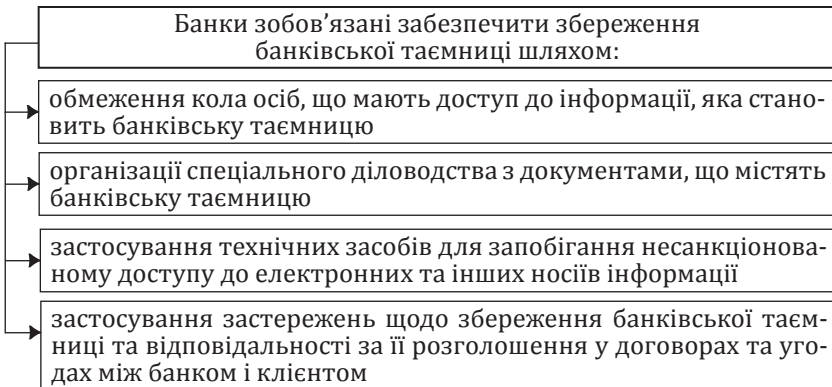 Банки зобов’язані забезпечити збереження
банківської таємниці шляхом:
обмеження кола осіб, що мають доступ до інформації, яка стано-
вить банківську таємницю
організації спеціального діловодства з документами, що містять
банківську таємницю
застосування технічних засобів для запобігання несанкціонова-
ному доступу до електронних та інших носіїв інформації
застосування застережень щодо збереження банківської таєм-
ниці та відповідальності за її розголошення у договорах та уго-
дах між банком і клієнтом